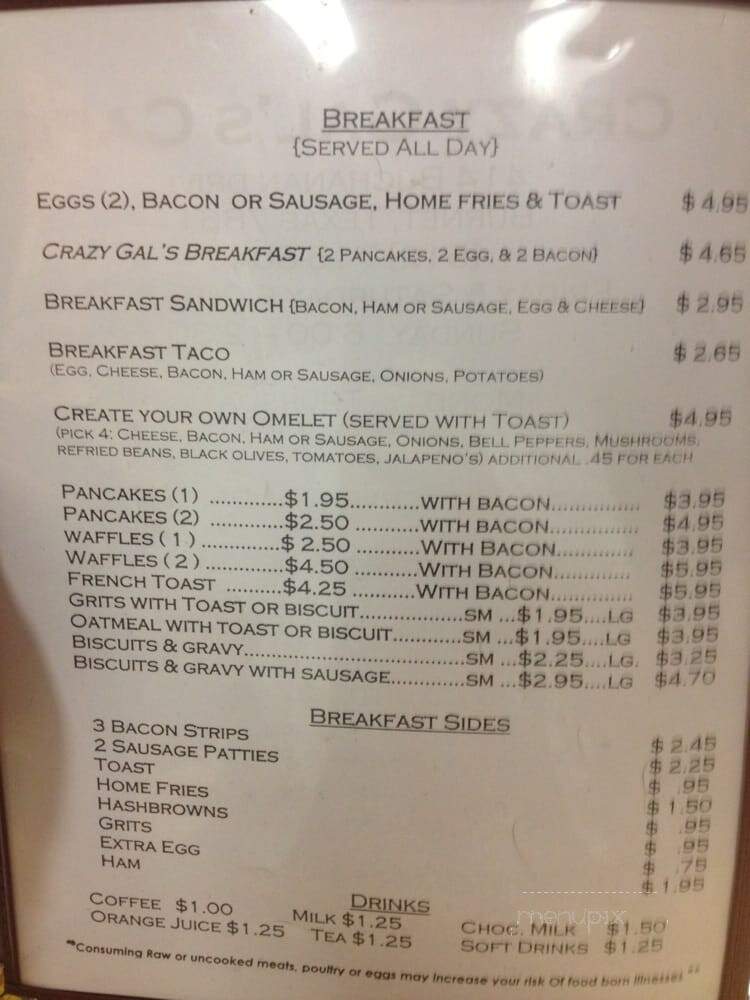 BREAKFAST
{SERVED ALL DAY}
EGGS (2), BACON OR SAUSAGE, HOME FRIES & TOAST $ 4.95
CRAZY GAL'S BREAKFAST {2 PANCAKES, 2 EGG, & 2 BACON} $ 4.65
BREAKFAST SANDWICH {BACON, HAM OR SAUSAGE, EGG & CHEESE} $ 2.95
BREAKFAST TACO $ 2.65
(EGG, CHEESE, BACON, HAM OR SAUSAGE, ONIONS, POTATOES)
CREATE YOUR OWN OMELET (SERVED WITH TOAST) $4.95
(PICK 4: CHEESE, BACON, HAM OR SAUSAGE, ONIONS, BELL PEPPERS, MUSHROOMS,
REFRIED BEANS, BLACK OLIVES, TOMATOES, JALAPENO'S) ADDITIONAL .45 FOR EACH
PANCAKES (1) .............$1.95............WITH BACON................ $3.95
PANCAKES (2) .............$2.50 ...........WITH BACON................ $4.95
WAFFLES ( 1 ) .............$ 2.50 ...........WITH BACON.............. $3.95
WAFFLES ( 2 ) .............$4.50 ...........WITH BACON.............. $5.95
FRENCH TOAST ..........$4.25 ............WITH BACON............... $5.95
GRITS WITH TOAST OR BISCUIT...................SM ...$1.95....LG $3.95
OATMEAL WITH TOAST OR BISCUIT............SM ...$1.95....LG $3.95
BISCUITS & GRAVY.......................................SM ...$2.25....LG. $3.25
BISCUITS & GRAVY WITH SAUSAGE.............SM ...$2.95....LG $4.70
BREAKFAST SIDES
3 BACON STRIPS $ 2.45
2 SAUSAGE PATTIES $ 2.25
TOAST $ .95
HOME FRIES $ 1.50
HASHBROWNS $ .95
GRITS $ .95
EXTRA EGG $ .75
HAM $ 1.95
DRINKS
COFFEE $1.00 MILK $1.25 CHOC. MILK $1.50
ORANGE JUICE $1.25 TEA $1.25 SOFT DRINKS $1.25
**Consuming Raw or uncooked meats, poultry or eggs may increase your risk Of food born illnesses **
menupix